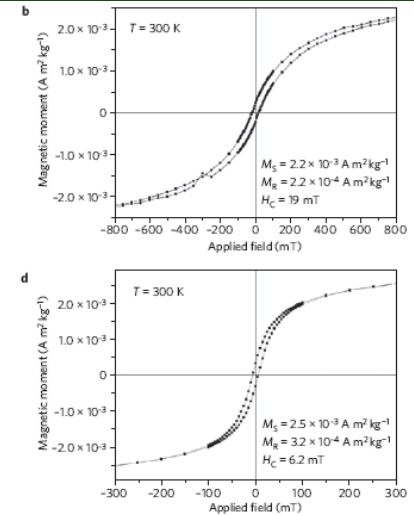 b
T = 300 K
2.0 × 10⁻³
1.0 × 10⁻³
0
-1.0 × 10⁻³
-2.0 × 10⁻³
Magnetic moment (A m² kg⁻¹)
Mₛ = 2.2 × 10⁻³ A m² kg⁻¹
M_R = 2.2 × 10⁻⁴ A m² kg⁻¹
H_C = 19 mT
-800 -600 -400 -200 0 200 400 600 800
Applied field (mT)
d
T = 300 K
2.0 × 10⁻³
1.0 × 10⁻³
0
-1.0 × 10⁻³
-2.0 × 10⁻³
Magnetic moment (A m² kg⁻¹)
Mₛ = 2.5 × 10⁻³ A m² kg⁻¹
M_R = 3.2 × 10⁻⁴ A m² kg⁻¹
H_C = 6.2 mT
-300 -200 -100 0 100 200 300
Applied field (mT)